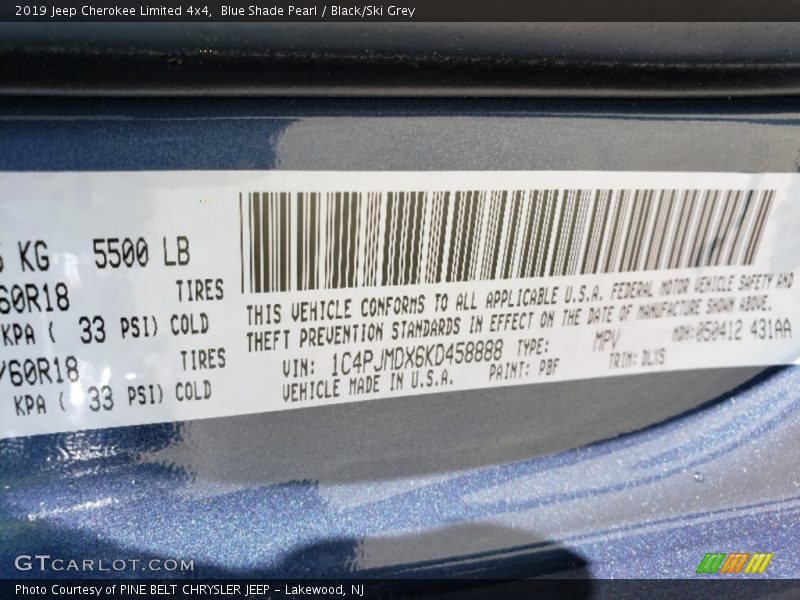 2019 Jeep Cherokee Limited 4x4, Blue Shade Pearl / Black/Ski Grey
KG 5500 LB
60R18 TIRES
KPA ( 33 PSI) COLD
/60R18 TIRES
KPA ( 33 PSI) COLD
THIS VEHICLE CONFORMS TO ALL APPLICABLE U.S.A. FEDERAL MOTOR VEHICLE SAFETY AND
THEFT PREVENTION STANDARDS IN EFFECT ON THE DATE OF MANUFACTURE SHOWN ABOVE.
VIN: 1C4PJMDX6KD458888 TYPE: MPV MDH:050412 431AA
VEHICLE MADE IN U.S.A. PAINT: PBF TRIM: DLX9
GTCARLOT.COM
Photo Courtesy of PINE BELT CHRYSLER JEEP - Lakewood, NJ